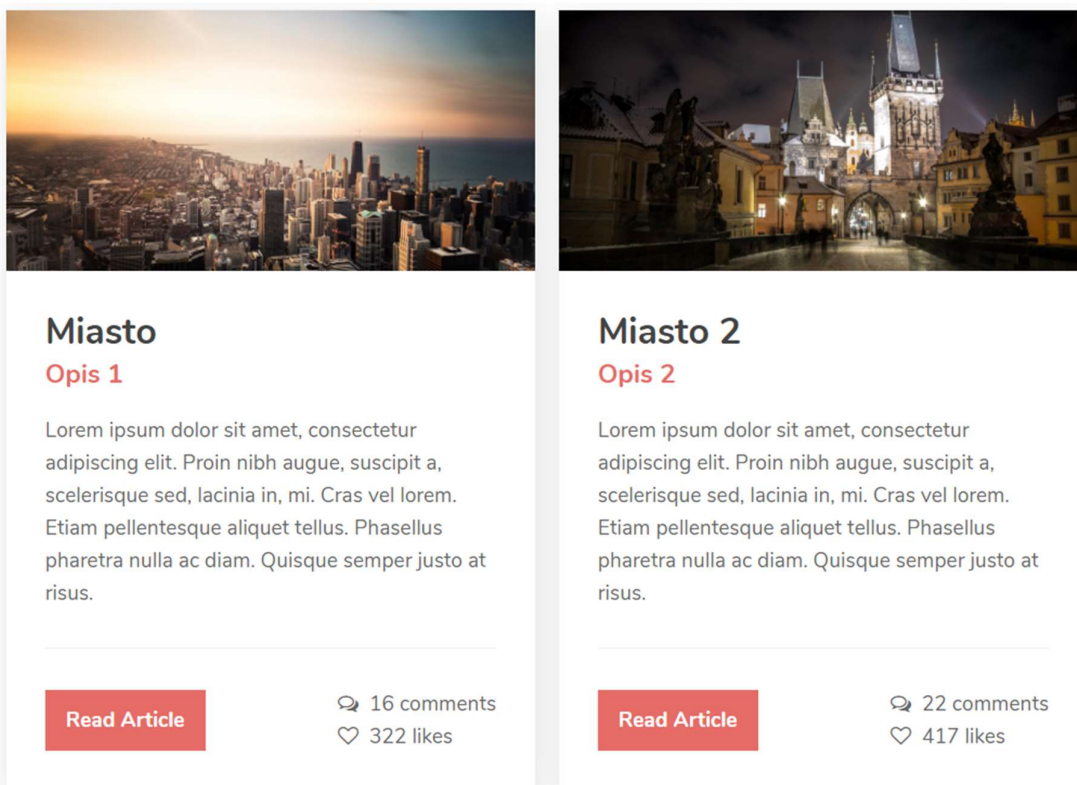 Miasto
Opis 1
Lorem ipsum dolor sit amet, consectetur
adipiscing elit. Proin nibh augue, suscipit a,
scelerisque sed, lacinia in, mi. Cras vel lorem.
Etiam pellentesque aliquet tellus. Phasellus
pharetra nulla ac diam. Quisque semper justo at
risus.
Read Article
16 comments
322 likes
Miasto 2
Opis 2
Lorem ipsum dolor sit amet, consectetur
adipiscing elit. Proin nibh augue, suscipit a,
scelerisque sed, lacinia in, mi. Cras vel lorem.
Etiam pellentesque aliquet tellus. Phasellus
pharetra nulla ac diam. Quisque semper justo at
risus.
Read Article
22 comments
417 likes